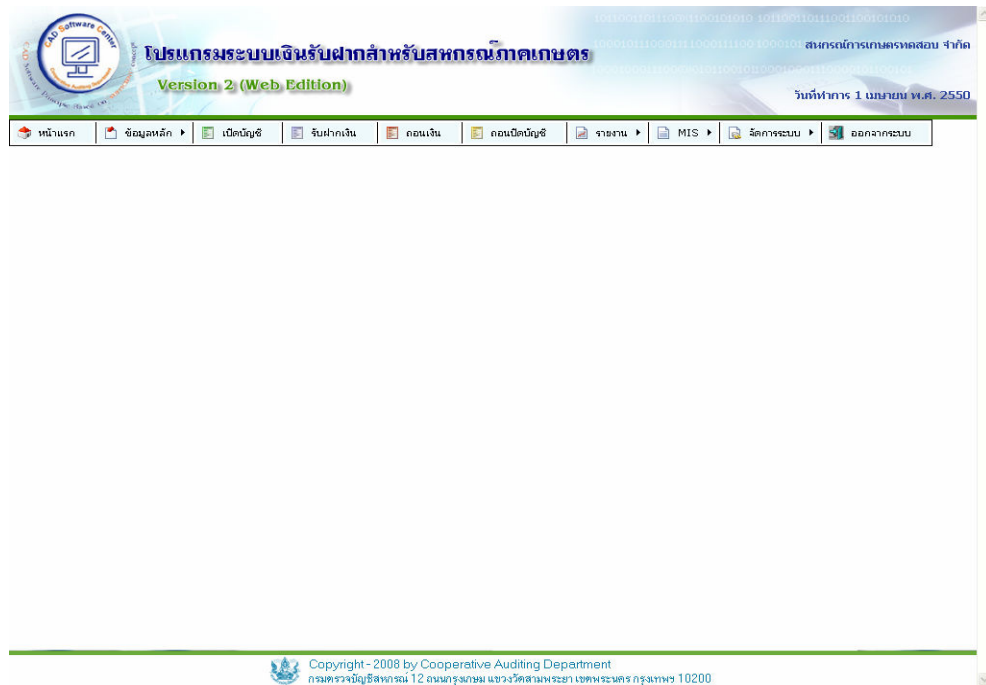 CAD Software Center
โปรแกรมระบบเงินรับฝากสำหรับสหกรณ์ภาคเกษตร
Version 2 (Web Edition)
สหกรณ์การเกษตรทดสอบ จำกัด
วันที่ทำการ 1 เมษายน พ.ศ. 2550
หน้าแรก ข้อมูลหลัก เปิดบัญชี รับฝากเงิน ถอนเงิน ถอนปิดบัญชี รายงาน MIS จัดการระบบ ออกจากระบบ
Copyright - 2008 by Cooperative Auditing Department
กรมตรวจบัญชีสหกรณ์ 12 ถนนกรุงเกษม แขวงวัดสามพระยา เขตพระนคร กรุงเทพฯ 10200